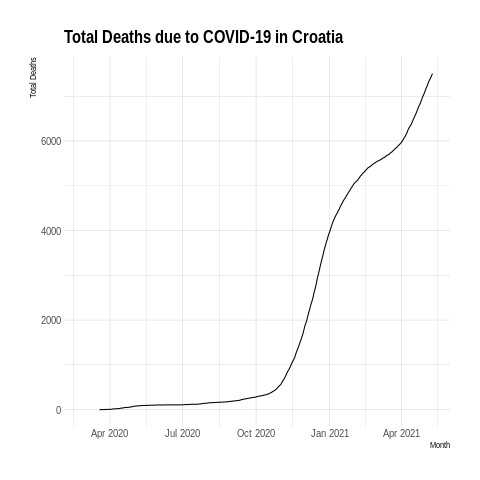 Total Deaths due to COVID-19 in Croatia
Total Deaths
6000
4000
2000
0
Apr 2020
Jul 2020
Oct 2020
Jan 2021
Apr 2021
Month